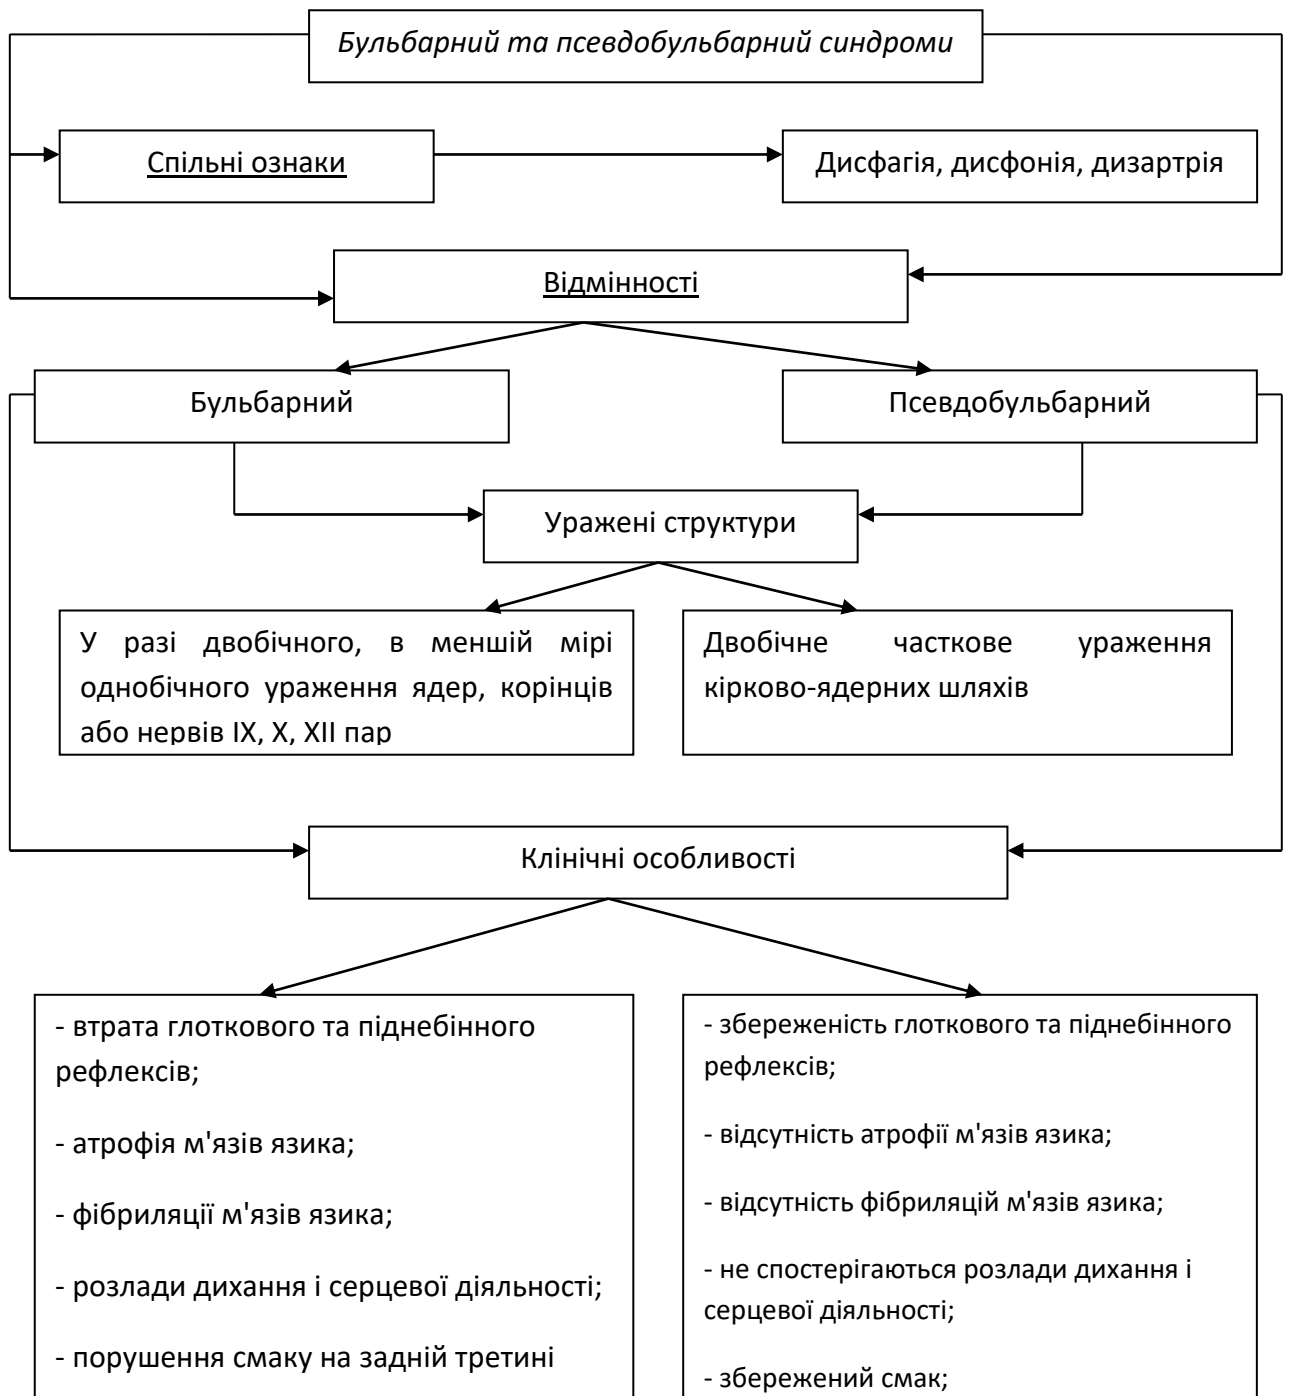 Бульбарний та псевдобульбарний синдроми
Спільні ознаки
Дисфагія, дисфонія, дизартрія
Відмінності
Бульбарний
Псевдобульбарний
Уражені структури
У разі двобічного, в меншій мірі
однобічного ураження ядер, корінців
або нервів IX, X, XII пар
Двобічне часткове ураження
кірково-ядерних шляхів
Клінічні особливості
- втрата глоткового та піднебінного
рефлексів;
- атрофія м'язів язика;
- фібриляції м'язів язика;
- розлади дихання і серцевої діяльності;
- порушення смаку на задній третині
- збереженість глоткового та піднебінного
рефлексів;
- відсутність атрофії м'язів язика;
- відсутність фібриляцій м'язів язика;
- не спостерігаються розлади дихання і
серцевої діяльності;
- збережений смак;